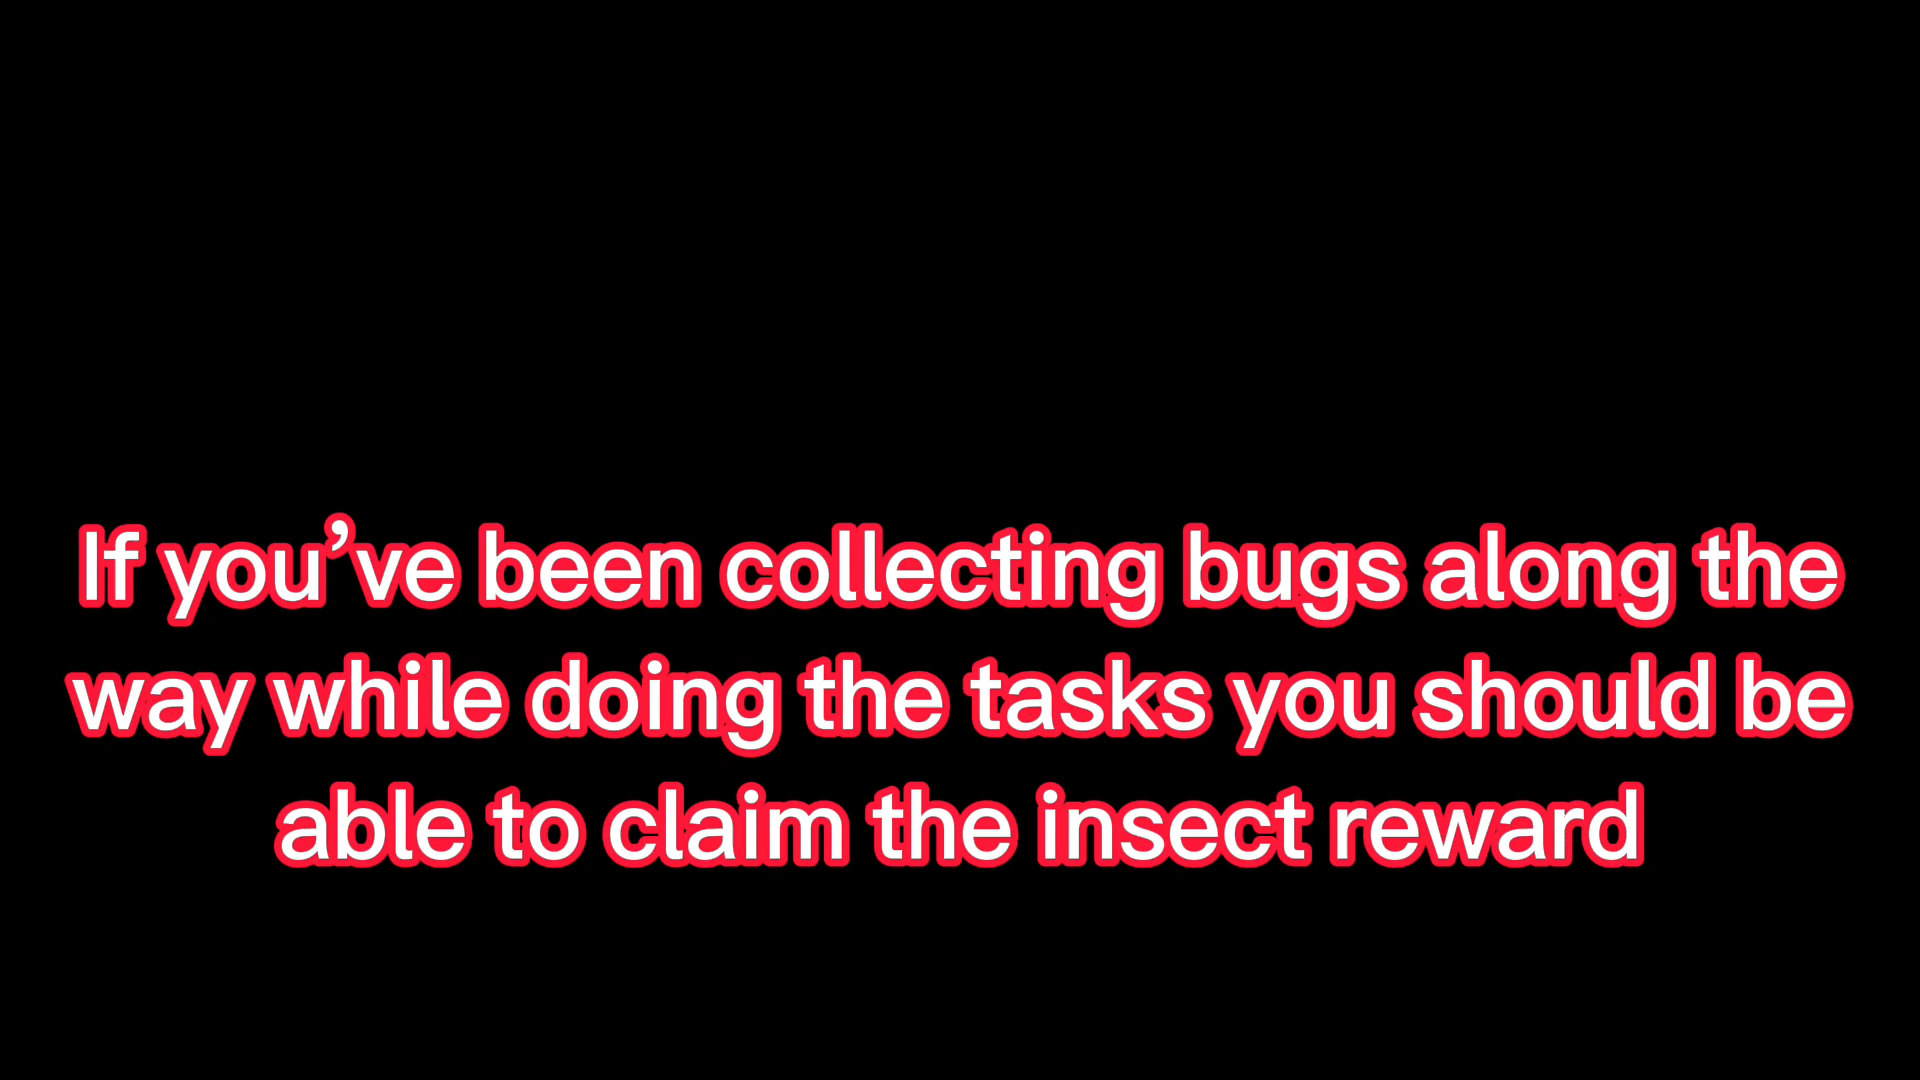 If you’ve been collecting bugs along the
way while doing the tasks you should be
able to claim the insect reward